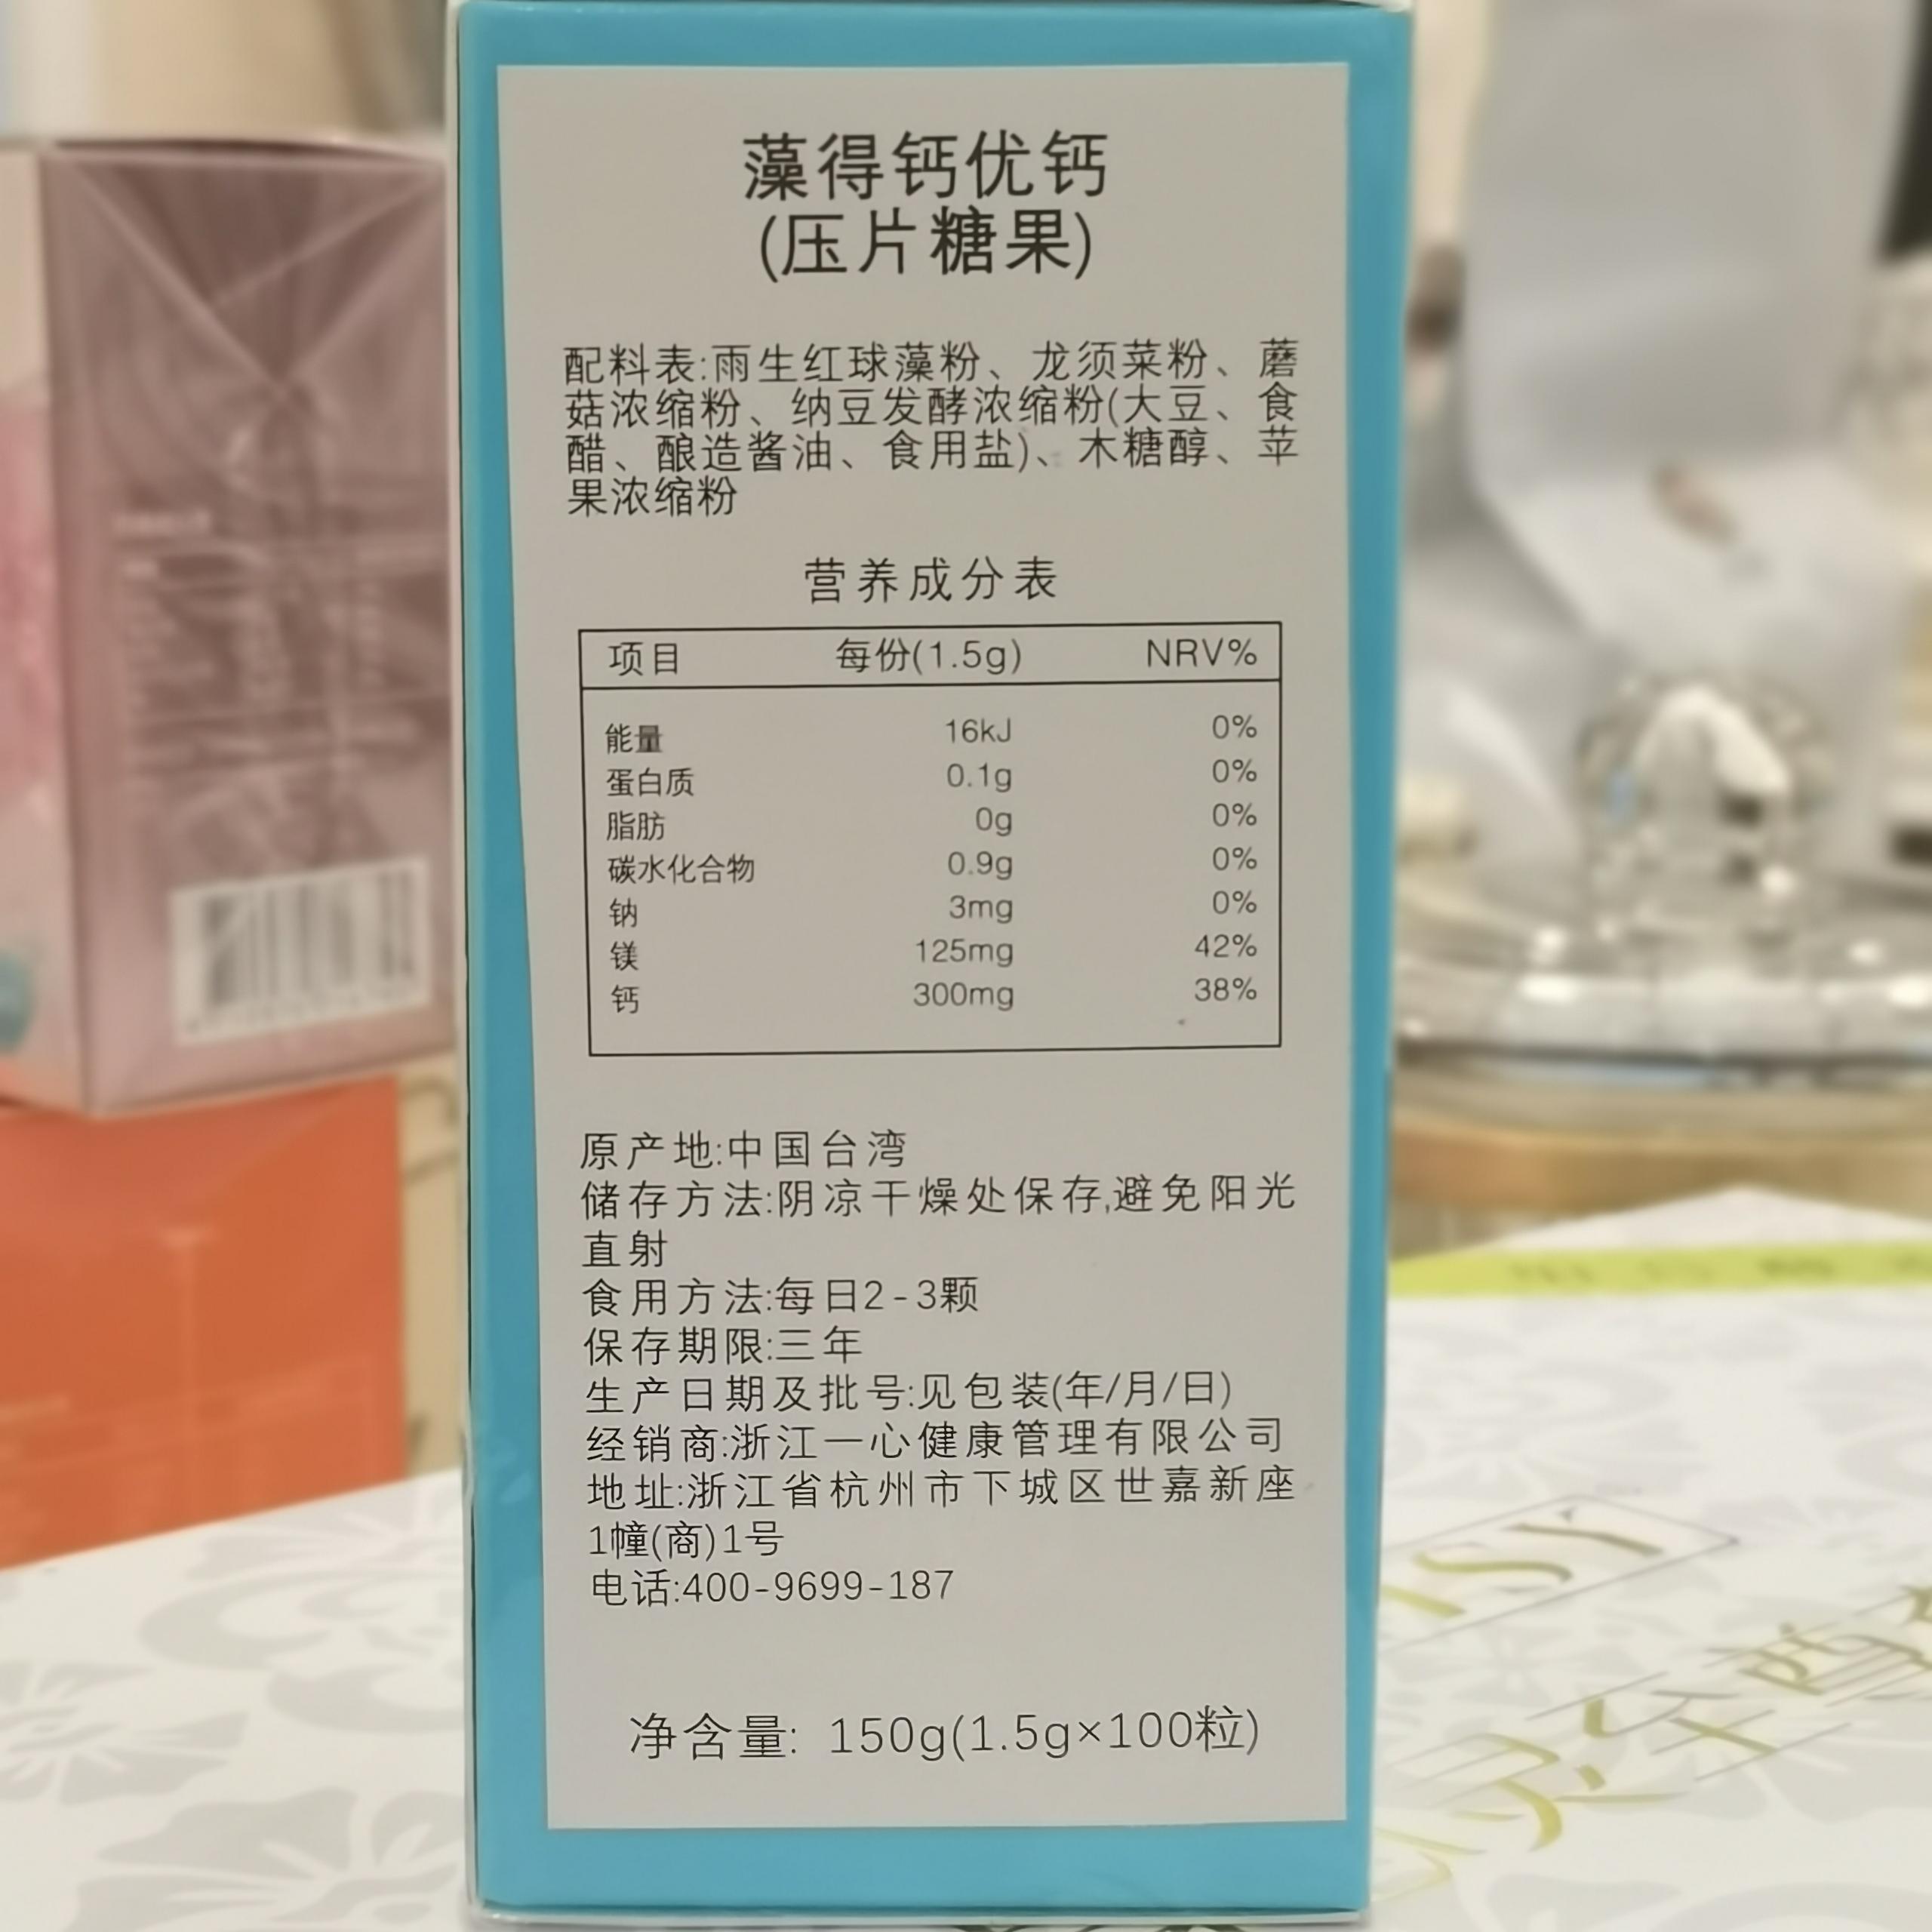 藻得钙优钙
(压片糖果)
配料表:雨生红球藻粉、龙须菜粉、蘑
菇浓缩粉、纳豆发酵浓缩粉(大豆、食
醋、酿造酱油、食用盐)、木糖醇、苹
果浓缩粉
营养成分表
项目 每份(1.5g) NRV%
能量 16kJ 0%
蛋白质 0.1g 0%
脂肪 0g 0%
碳水化合物 0.9g 0%
钠 3mg 0%
镁 125mg 42%
钙 300mg 38%
原产地:中国台湾
储存方法:阴凉干燥处保存,避免阳光
直射
食用方法:每日2-3颗
保存期限:三年
生产日期及批号:见包装(年/月/日)
经销商:浙江一心健康管理有限公司
地址:浙江省杭州市下城区世嘉新座
1幢(商)1号
电话:400-9699-187
净含量: 150g(1.5g×100粒)